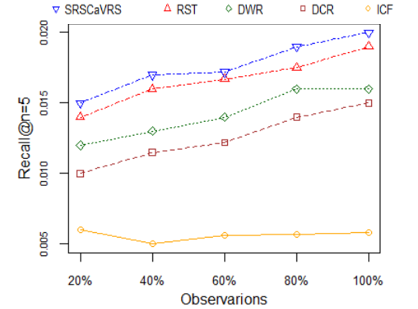 SRSCaVRS RST DWR DCR ICF
0.020
0.015
0.010
0.005
Recall@n=5
20% 40% 60% 80% 100%
Observarions